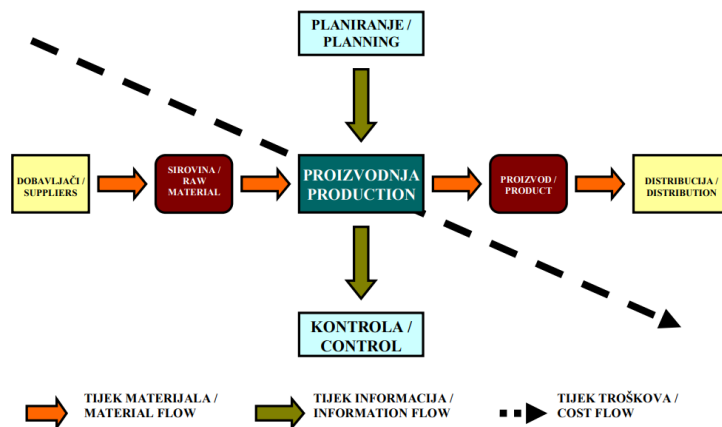 PLANIRANJE /
PLANNING
DOBAVLJAČI /
SUPPLIERS
SIROVINA /
RAW
MATERIAL
PROIZVODNJA
PRODUCTION
PROIZVOD /
PRODUCT
DISTRIBUCIJA /
DISTRIBUTION
KONTROLA /
CONTROL
TIJEK MATERIJALA /
MATERIAL FLOW
TIJEK INFORMACIJA /
INFORMATION FLOW
TIJEK TROŠKOVA /
COST FLOW